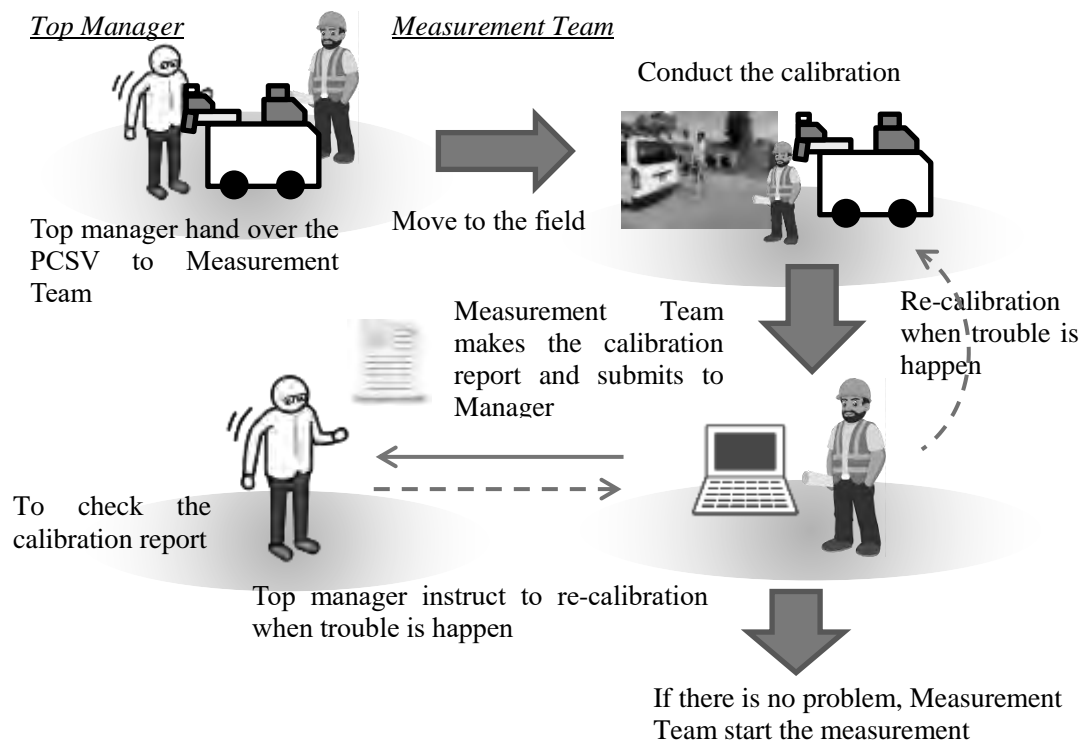 Top Manager
Measurement Team
Conduct the calibration
Top manager hand over the
PCSV to Measurement
Team
Move to the field
Re-calibration
when trouble is
happen
Measurement Team
makes the calibration
report and submits to
Manager
To check the
calibration report
Top manager instruct to re-calibration
when trouble is happen
If there is no problem, Measurement
Team start the measurement